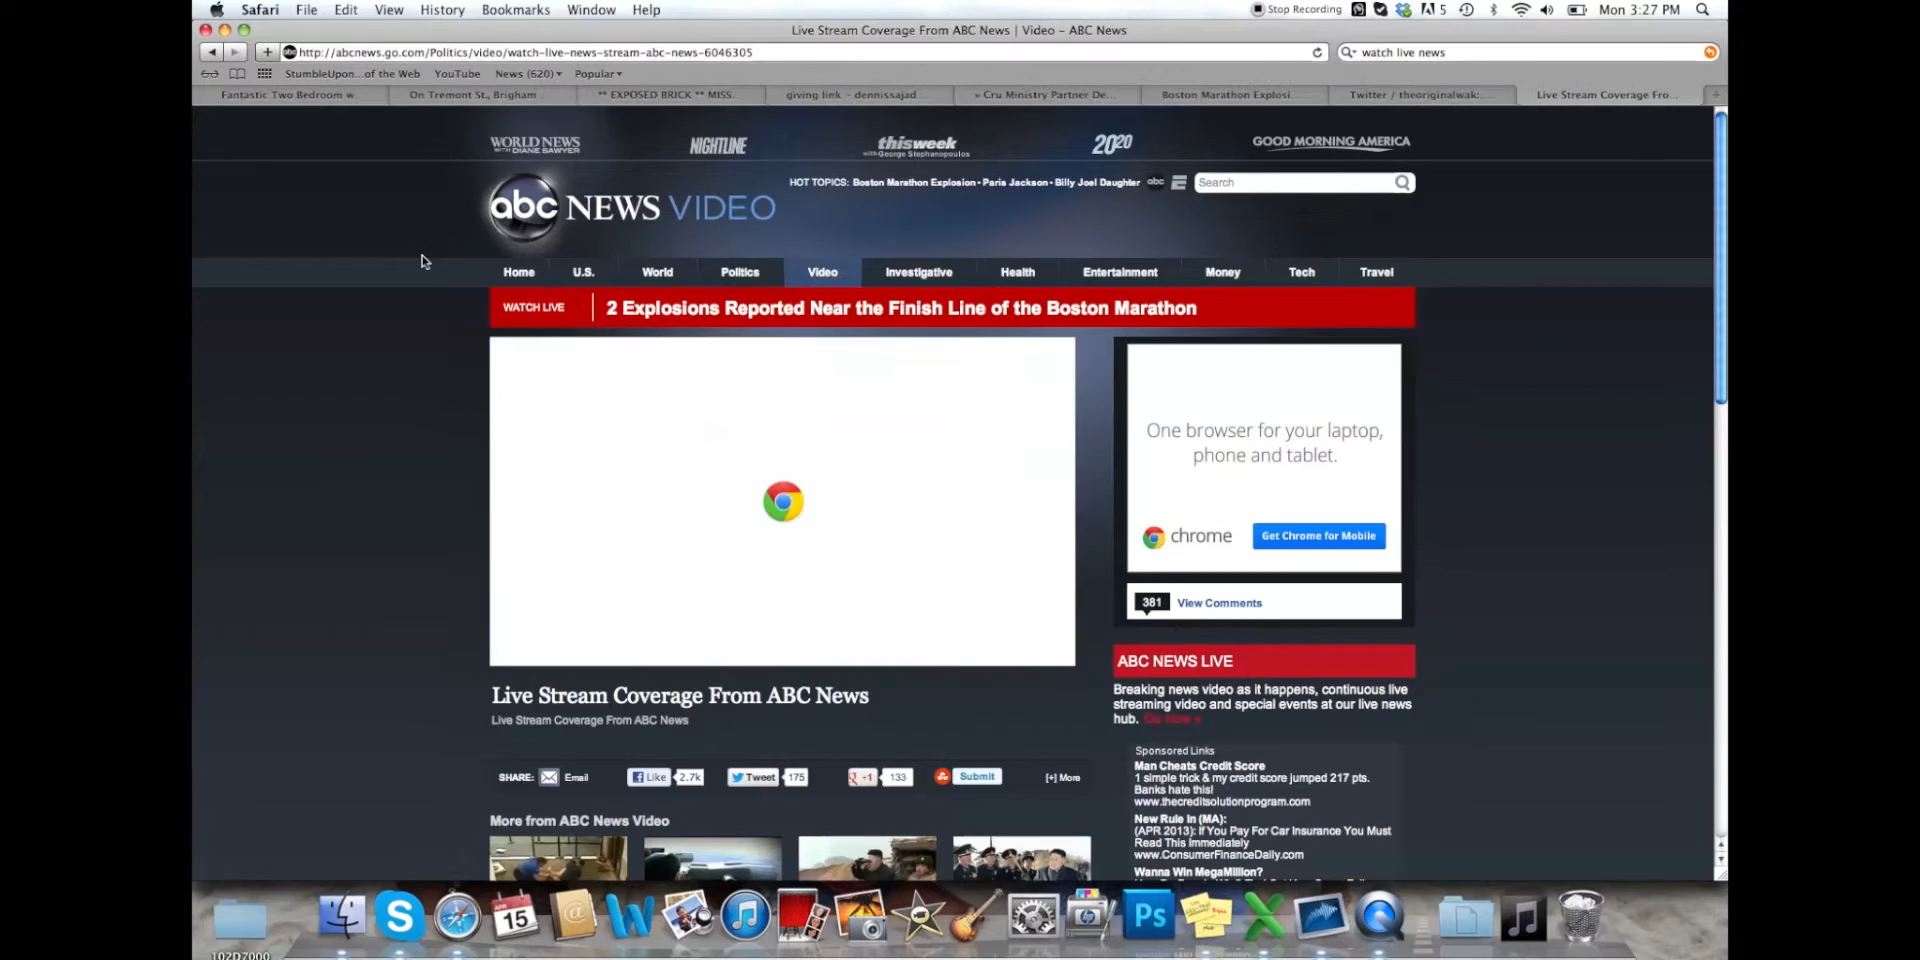 Safari File Edit View History Bookmarks Window Help
Stop Recording 5 Mon 3:27 PM
Live Stream Coverage From ABC News | Video – ABC News
http://abcnews.go.com/Politics/video/watch-live-news-stream-abc-news-6046305
watch live news
StumbleUpon...of the Web YouTube News (620) Popular
Fantastic Two Bedroom w... On Tremont St., Brigham ... ** EXPOSED BRICK ** MISS... giving link – dennissajad... » Cru Ministry Partner De... Boston Marathon Explosi... Twitter / theoriginalwak:... Live Stream Coverage Fro...
WORLD NEWS WITH DIANE SAWYER
NIGHTLINE
thisweek with George Stephanopoulos
2020
GOOD MORNING AMERICA
HOT TOPICS: Boston Marathon Explosion • Paris Jackson • Billy Joel Daughter abc E Search
abc NEWS VIDEO
Home U.S. World Politics Video Investigative Health Entertainment Money Tech Travel
WATCH LIVE 2 Explosions Reported Near the Finish Line of the Boston Marathon
One browser for your laptop,
phone and tablet.
chrome Get Chrome for Mobile
381 View Comments
ABC NEWS LIVE
Breaking news video as it happens, continuous live
streaming video and special events at our live news
hub. Go Now »
Live Stream Coverage From ABC News
Live Stream Coverage From ABC News
SHARE: Email Like 2.7k Tweet 175 +1 133 Submit [+] More
More from ABC News Video
Sponsored Links
Man Cheats Credit Score
1 simple trick & my credit score jumped 217 pts.
Banks hate this!
www.thecreditsolutionprogram.com
New Rule in (MA):
(APR 2013): If You Pay For Car Insurance You Must
Read This Immediately
www.ConsumerFinanceDaily.com
Wanna Win MegaMillion?
APR
15
Ps
102D7000